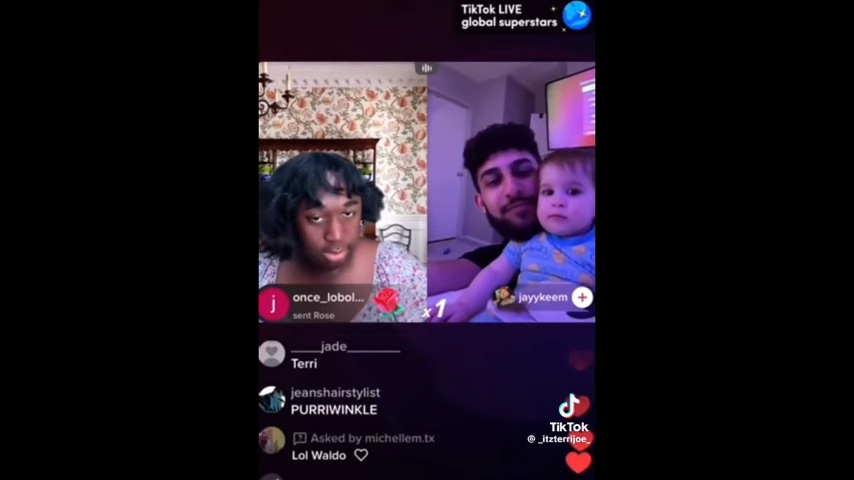 TikTok LIVE
global superstars
j
once_lobol...
sent Rose
x1
jayykeem
_____jade________
Terri
jeanshairstylist
PURRIWINKLE
Asked by michellem.tx
Lol Waldo
TikTok
@ _itzterrijoe_